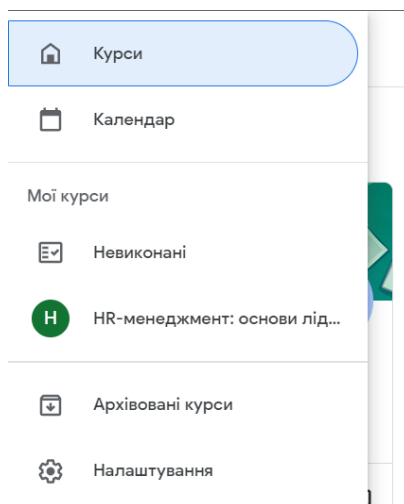 Курси
Календар
Мої курси
Невиконані
H
HR-менеджмент: основи лід...
Архівовані курси
Налаштування